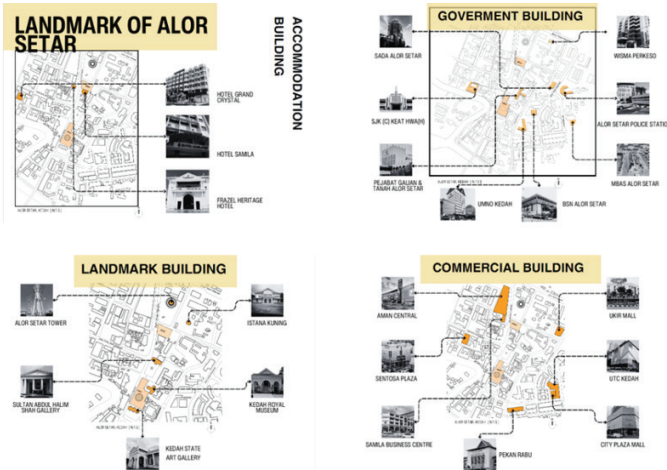 LANDMARK OF ALOR
SETAR
ACCOMMODATION
BUILDING
HOTEL GRAND
CRYSTAL
HOTEL SAMILA
FRAZEL HERITAGE
HOTEL
GOVERMENT BUILDING
SADA ALOR SETAR
WISMA PERKESO
SJK (C) KEAT HWA(H)
ALOR SETAR POLICE STATIO
PEJABAT GALIAN &
TANAH ALOR SETAR
MBAS ALOR SETAR
UMNO KEDAH
BSN ALOR SETAR
LANDMARK BUILDING
ALOR SETAR TOWER
ISTANA KUNING
SULTAN ABDUL HALIM
SHAH GALLERY
KEDAH ROYAL
MUSEUM
KEDAH STATE
ART GALLERY
COMMERCIAL BUILDING
AMAN CENTRAL
UKIR MALL
SENTOSA PLAZA
UTC KEDAH
SAMILA BUSINESS CENTRE
CITY PLAZA MALL
PEKAN RABU